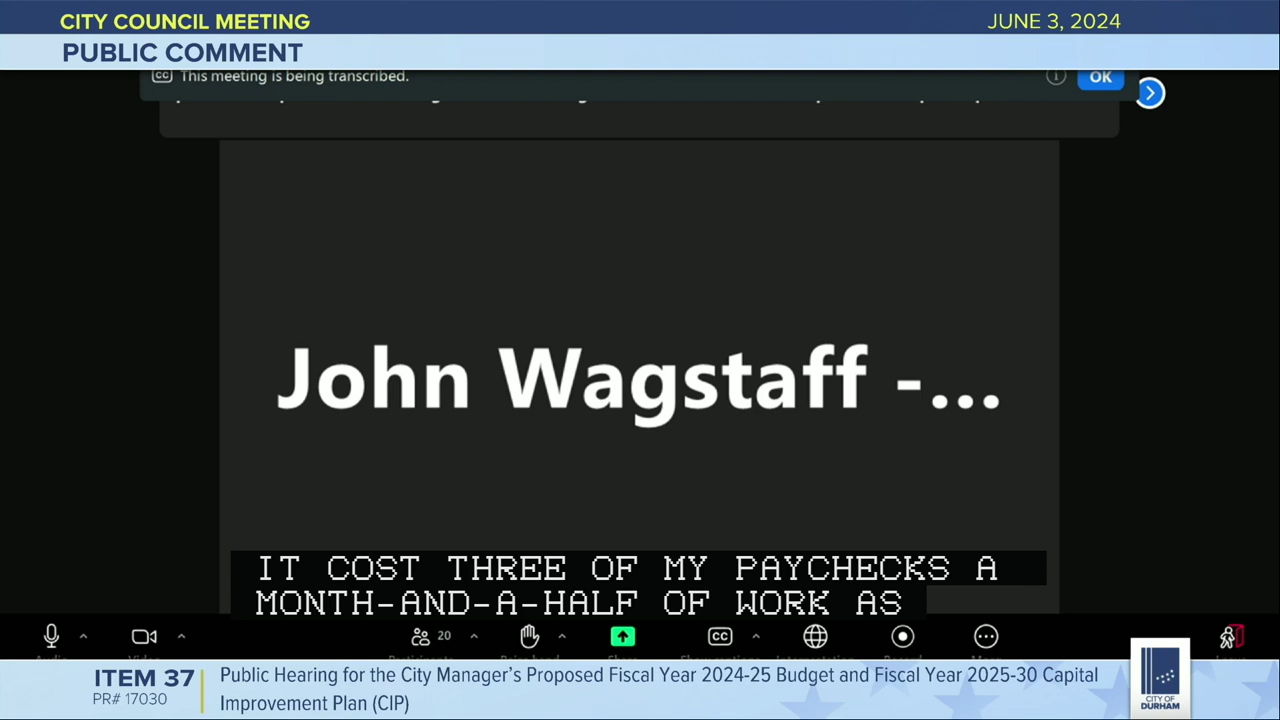 CITY COUNCIL MEETING
JUNE 3, 2024
PUBLIC COMMENT
CC This meeting is being transcribed.
OK
John Wagstaff -...
IT COST THREE OF MY PAYCHECKS A
MONTH-AND-A-HALF OF WORK AS
20
CC
ITEM 37
PR# 17030
Public Hearing for the City Manager's Proposed Fiscal Year 2024-25 Budget and Fiscal Year 2025-30 Capital
Improvement Plan (CIP)
CITY OF
DURHAM